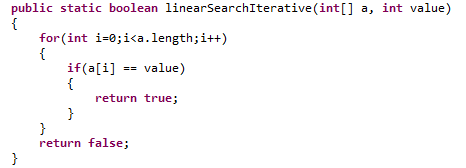 public static boolean linearSearchIterative(int[] a, int value)
{
    for(int i=0;i<a.length;i++)
    {
        if(a[i] == value)
        {
            return true;
        }
    }
    return false;
}